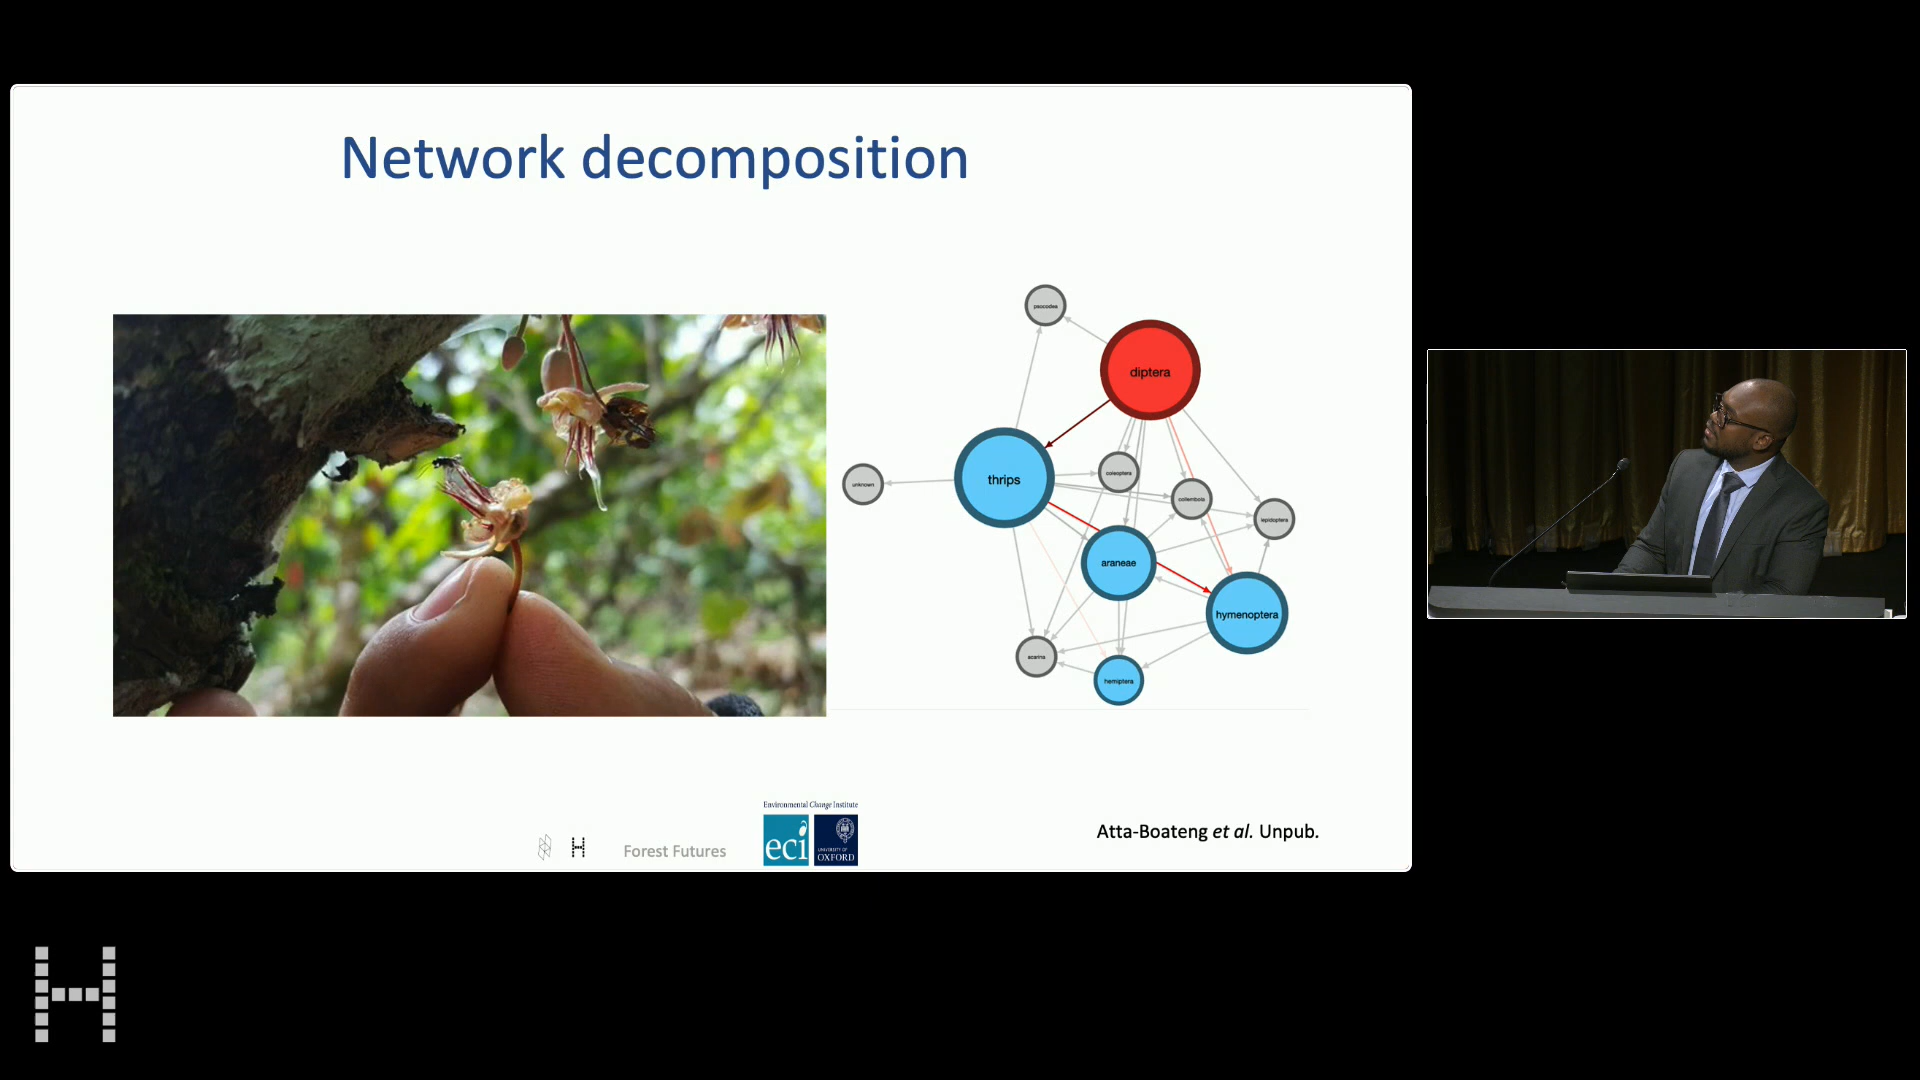 Network decomposition
psocodea
diptera
thrips
coleoptera
unknown
collembola
lepidoptera
araneae
hymenoptera
acarina
hemiptera
Environmental Change Institute
eci
UNIVERSITY OF
OXFORD
Forest Futures
Atta-Boateng et al. Unpub.
H